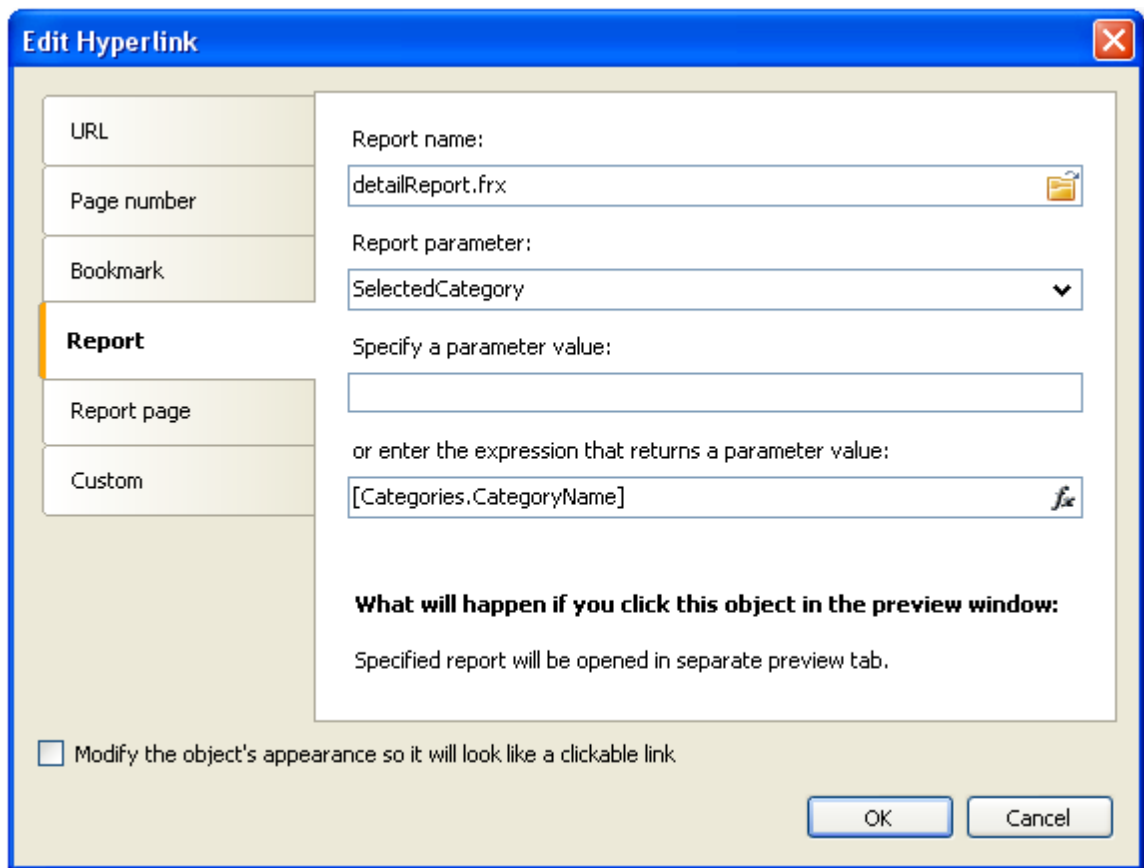 Edit Hyperlink
URL
Page number
Bookmark
Report
Report page
Custom
Report name:
detailReport.frx
Report parameter:
SelectedCategory
Specify a parameter value:
or enter the expression that returns a parameter value:
[Categories.CategoryName]
fx
What will happen if you click this object in the preview window:
Specified report will be opened in separate preview tab.
Modify the object's appearance so it will look like a clickable link
OK
Cancel